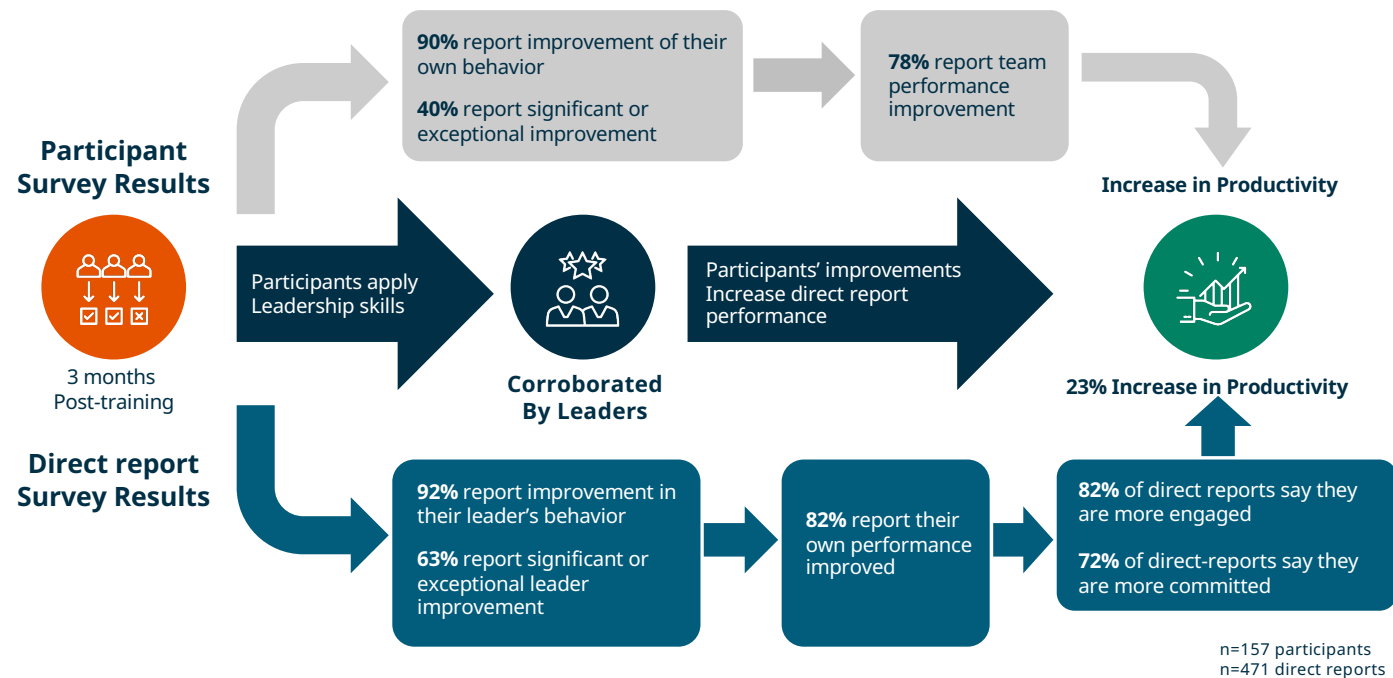 90% report improvement of their
own behavior
40% report significant or
exceptional improvement
78% report team
performance
improvement
Participant
Survey Results
Increase in Productivity
Participants apply
Leadership skills
Participants’ improvements
Increase direct report
performance
3 months
Post-training
Corroborated
By Leaders
23% Increase in Productivity
Direct report
Survey Results
92% report improvement in
their leader’s behavior
63% report significant or
exceptional leader
improvement
82% report their
own performance
improved
82% of direct reports say they
are more engaged
72% of direct-reports say they
are more committed
n=157 participants
n=471 direct reports